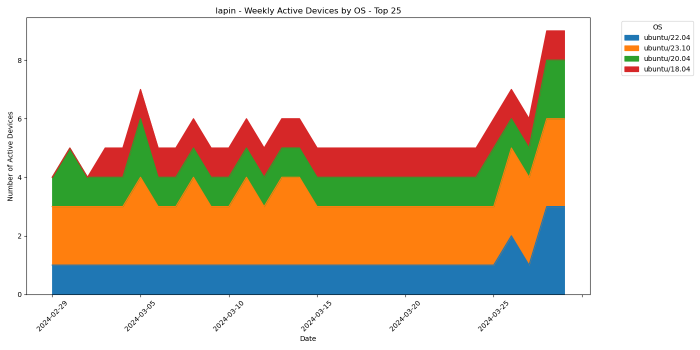 lapin - Weekly Active Devices by OS - Top 25
OS
ubuntu/22.04
ubuntu/23.10
ubuntu/20.04
ubuntu/18.04
Number of Active Devices
8
6
4
2
0
2024-02-29
2024-03-05
2024-03-10
2024-03-15
2024-03-20
2024-03-25
Date